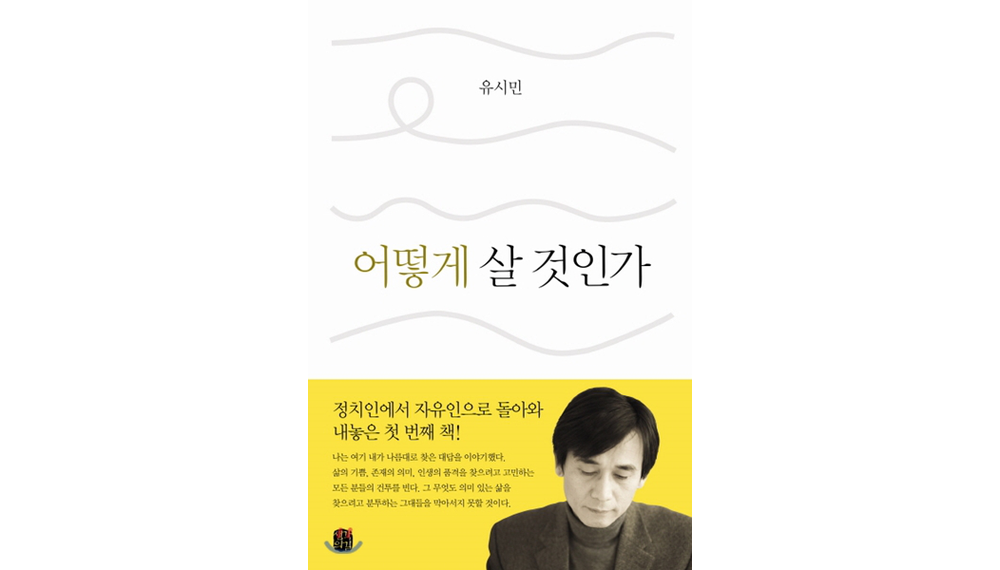 유시민
어떻게 살 것인가
정치인에서 자유인으로 돌아와
내놓은 첫 번째 책!
나는 여기 내가 나름대로 찾은 대답을 이야기했다.
삶의 기쁨, 존재의 의미, 인생의 품격을 찾으려고 고민하는
모든 분들의 건투를 빈다. 그 무엇도 의미 있는 삶을
찾으려고 분투하는 그대들을 막아서지 못할 것이다.